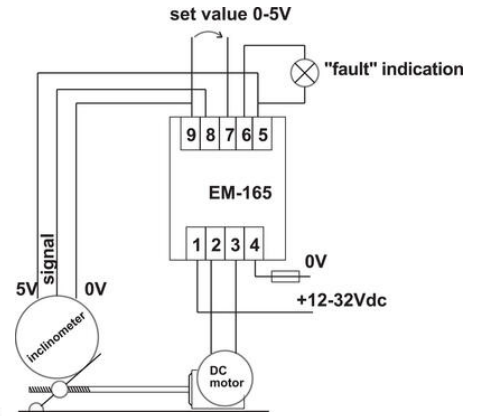 set value 0-5V
"fault" indication
9 8 7 6 5
EM-165
1 2 3 4
0V
+12-32Vdc
5V
signal
0V
inclinometer
DC
motor